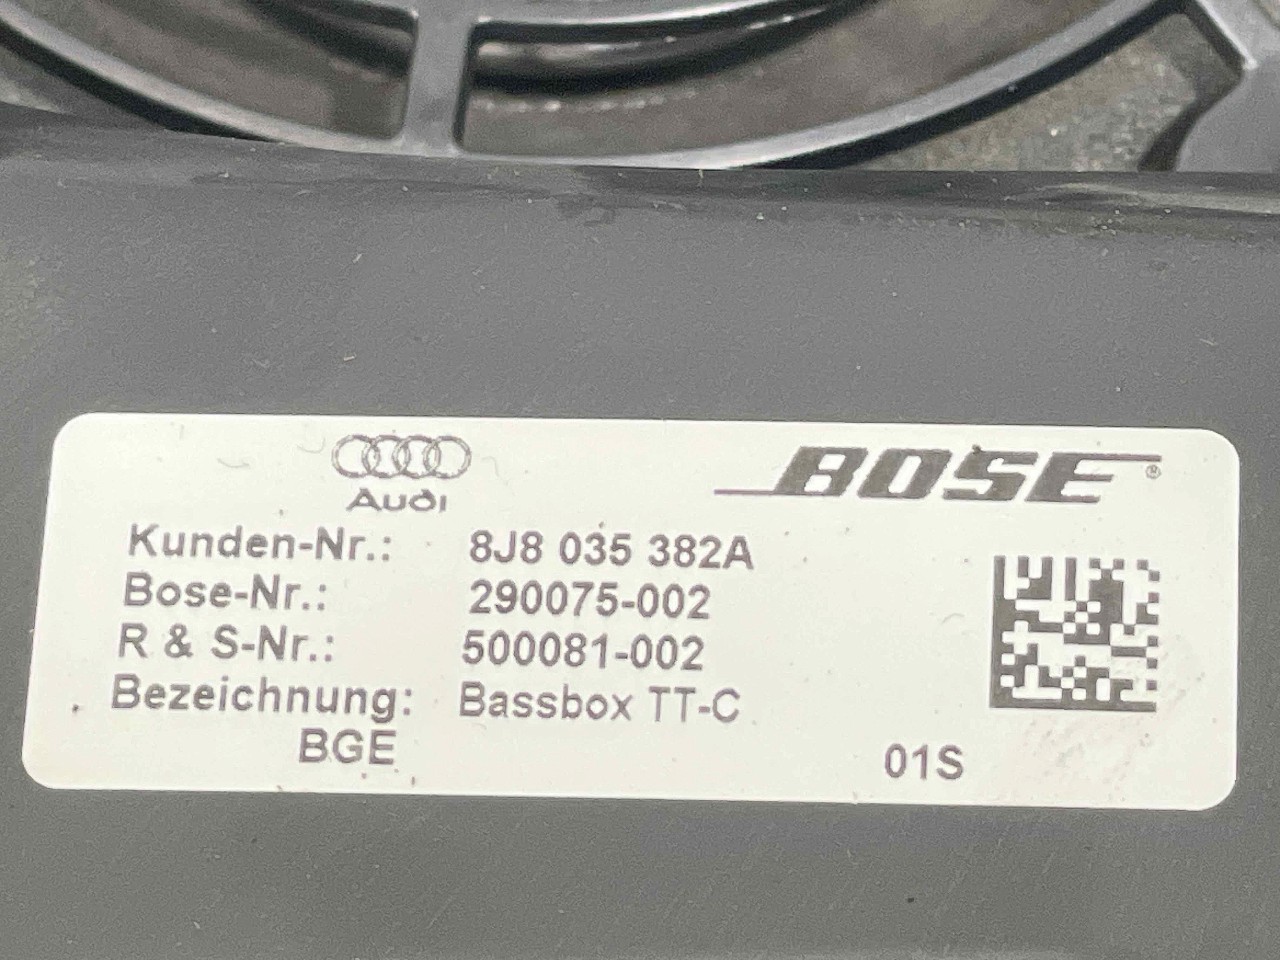 Audi
BOSE®
Kunden-Nr.: 8J8 035 382A
Bose-Nr.: 290075-002
R & S-Nr.: 500081-002
Bezeichnung: Bassbox TT-C
BGE 01S